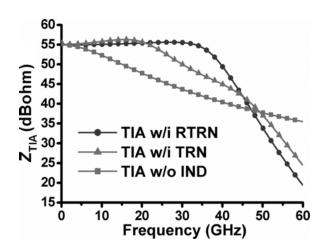 60
55
50
45
40
35
30
25
20
15
Z_TIA (dBohm)
TIA w/i RTRN
TIA w/i TRN
TIA w/o IND
0 10 20 30 40 50 60
Frequency (GHz)